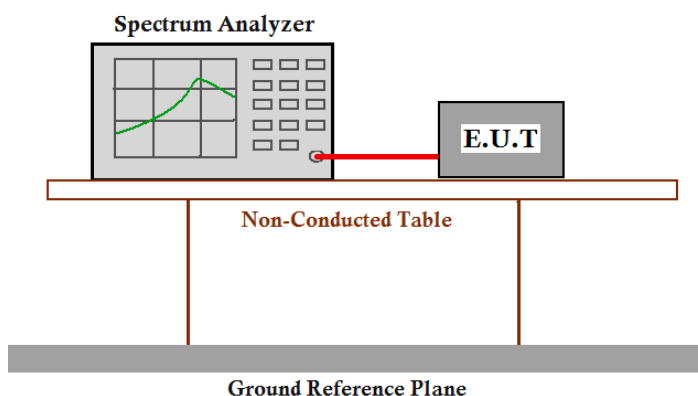 Spectrum Analyzer
E.U.T
Non-Conducted Table
Ground Reference Plane